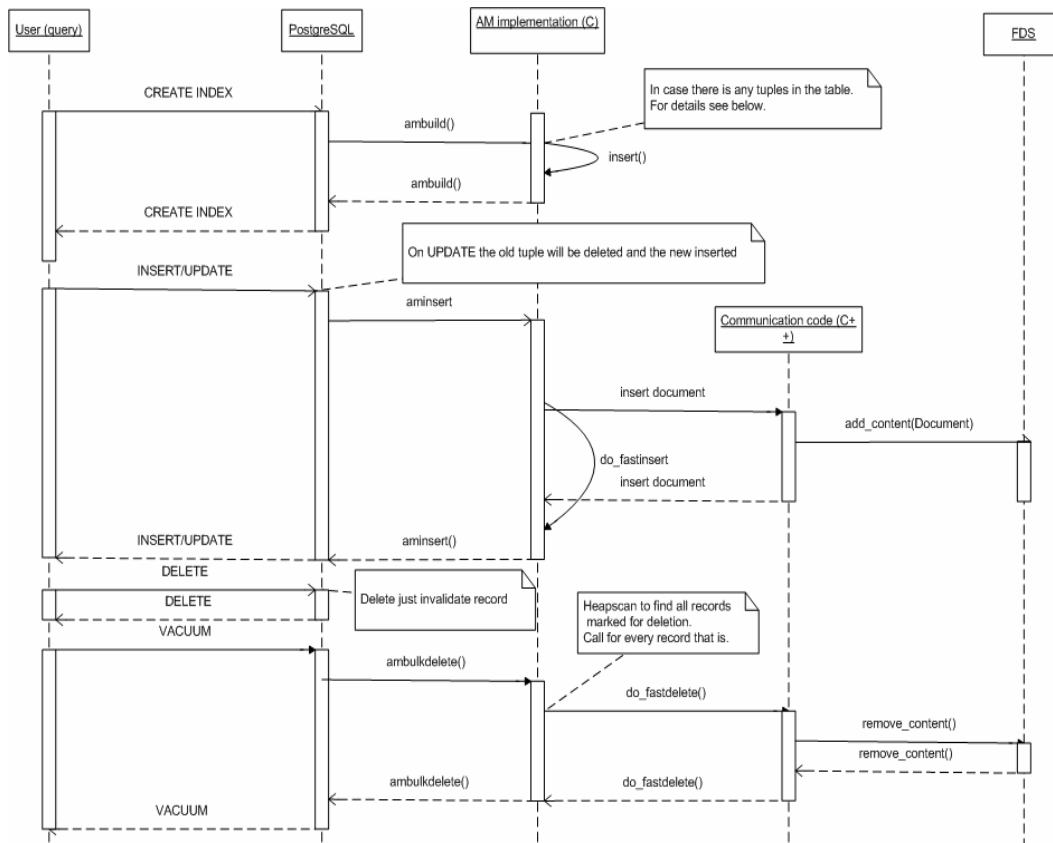 User (query)
PostgreSQL
AM implementation (C)
FDS
In case there is any tuples in the table.
For details see below.
CREATE INDEX
ambuild()
insert()
ambuild()
CREATE INDEX
On UPDATE the old tuple will be deleted and the new inserted
INSERT/UPDATE
aminsert
Communication code (C+
+)
insert document
add_content(Document)
do_fastinsert
insert document
INSERT/UPDATE
aminsert()
DELETE
Delete just invalidate record
DELETE
Heapscan to find all records
marked for deletion.
Call for every record that is.
VACUUM
ambulkdelete()
do_fastdelete()
remove_content()
remove_content()
ambulkdelete()
do_fastdelete()
VACUUM